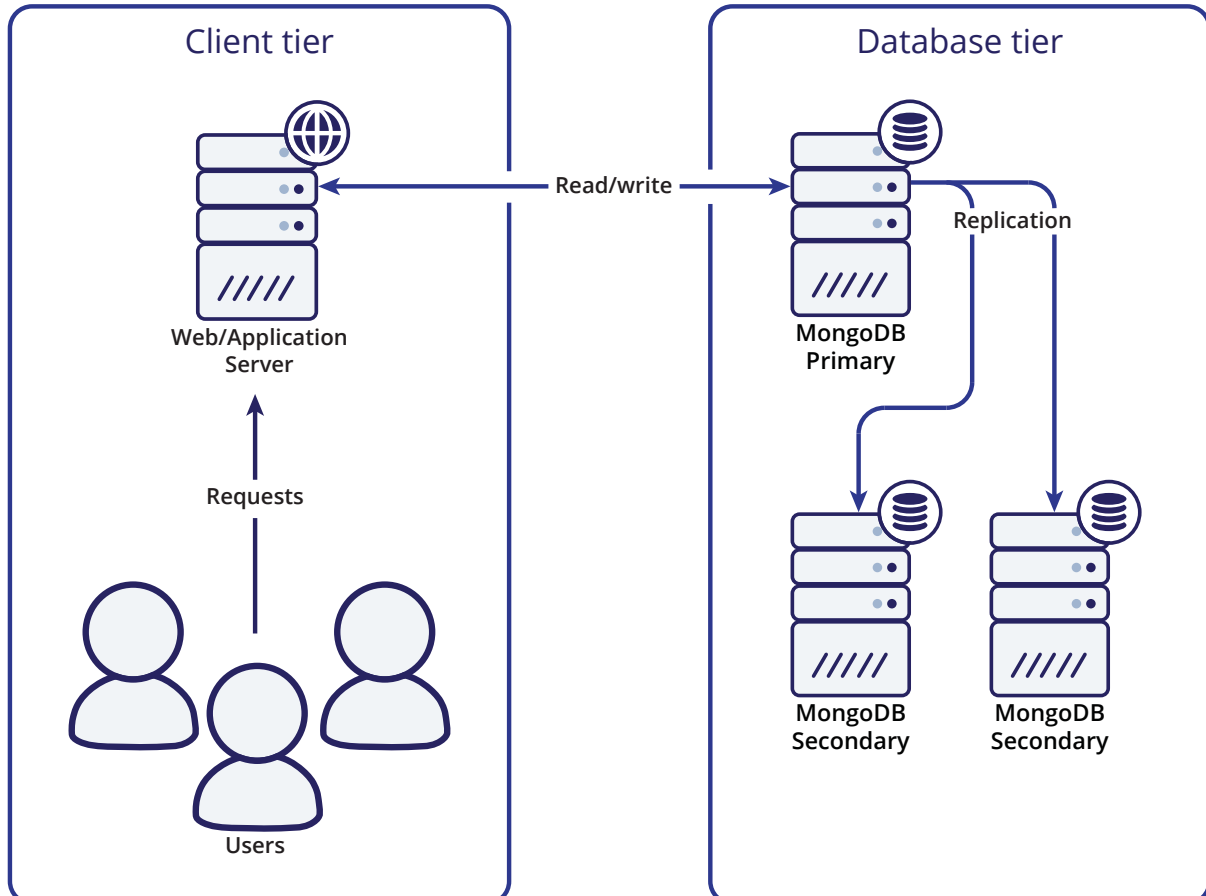 Client tier
Database tier
Read/write
Replication
Web/Application
Server
MongoDB
Primary
Requests
MongoDB
Secondary
MongoDB
Secondary
Users